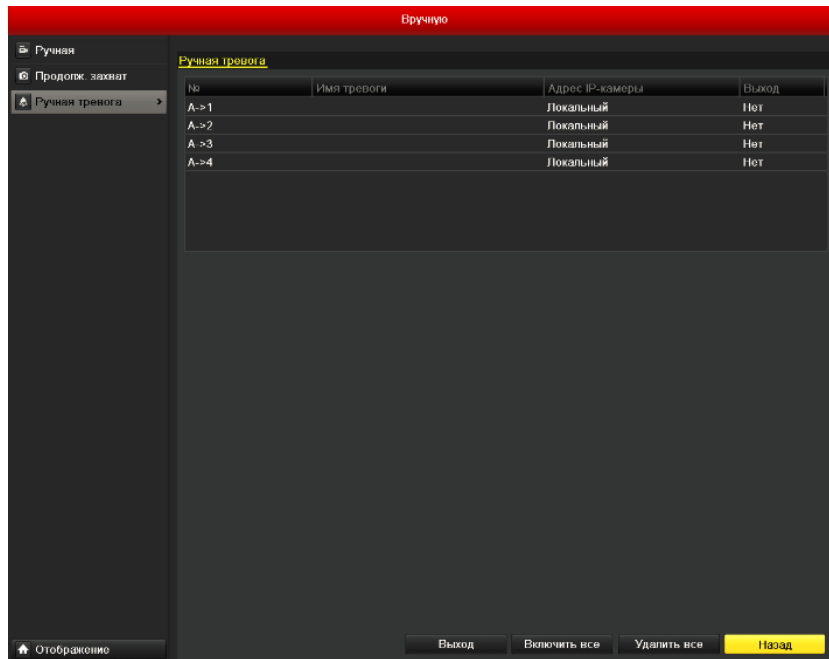 Вручную
Ручная
Продолж. захват
Ручная тревога
Ручная тревога
№ Имя тревоги Адрес IP-камеры Выход
A->1 Локальный Нет
A->2 Локальный Нет
A->3 Локальный Нет
A->4 Локальный Нет
Отображение
Выход Включить все Удалить все Назад